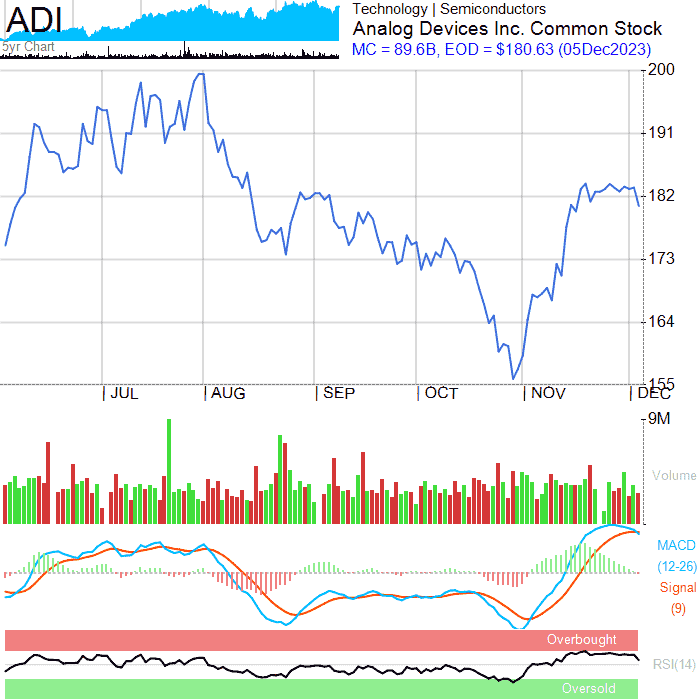 ADI
5yr Chart
Technology | Semiconductors
Analog Devices Inc. Common Stock
MC = 89.6B, EOD = $180.63 (05Dec2023)
200
191
182
173
164
155
| JUL | AUG | SEP | OCT | NOV | DEC
9M
Volume
MACD
(12-26)
Signal
(9)
Overbought
RSI(14)
Oversold